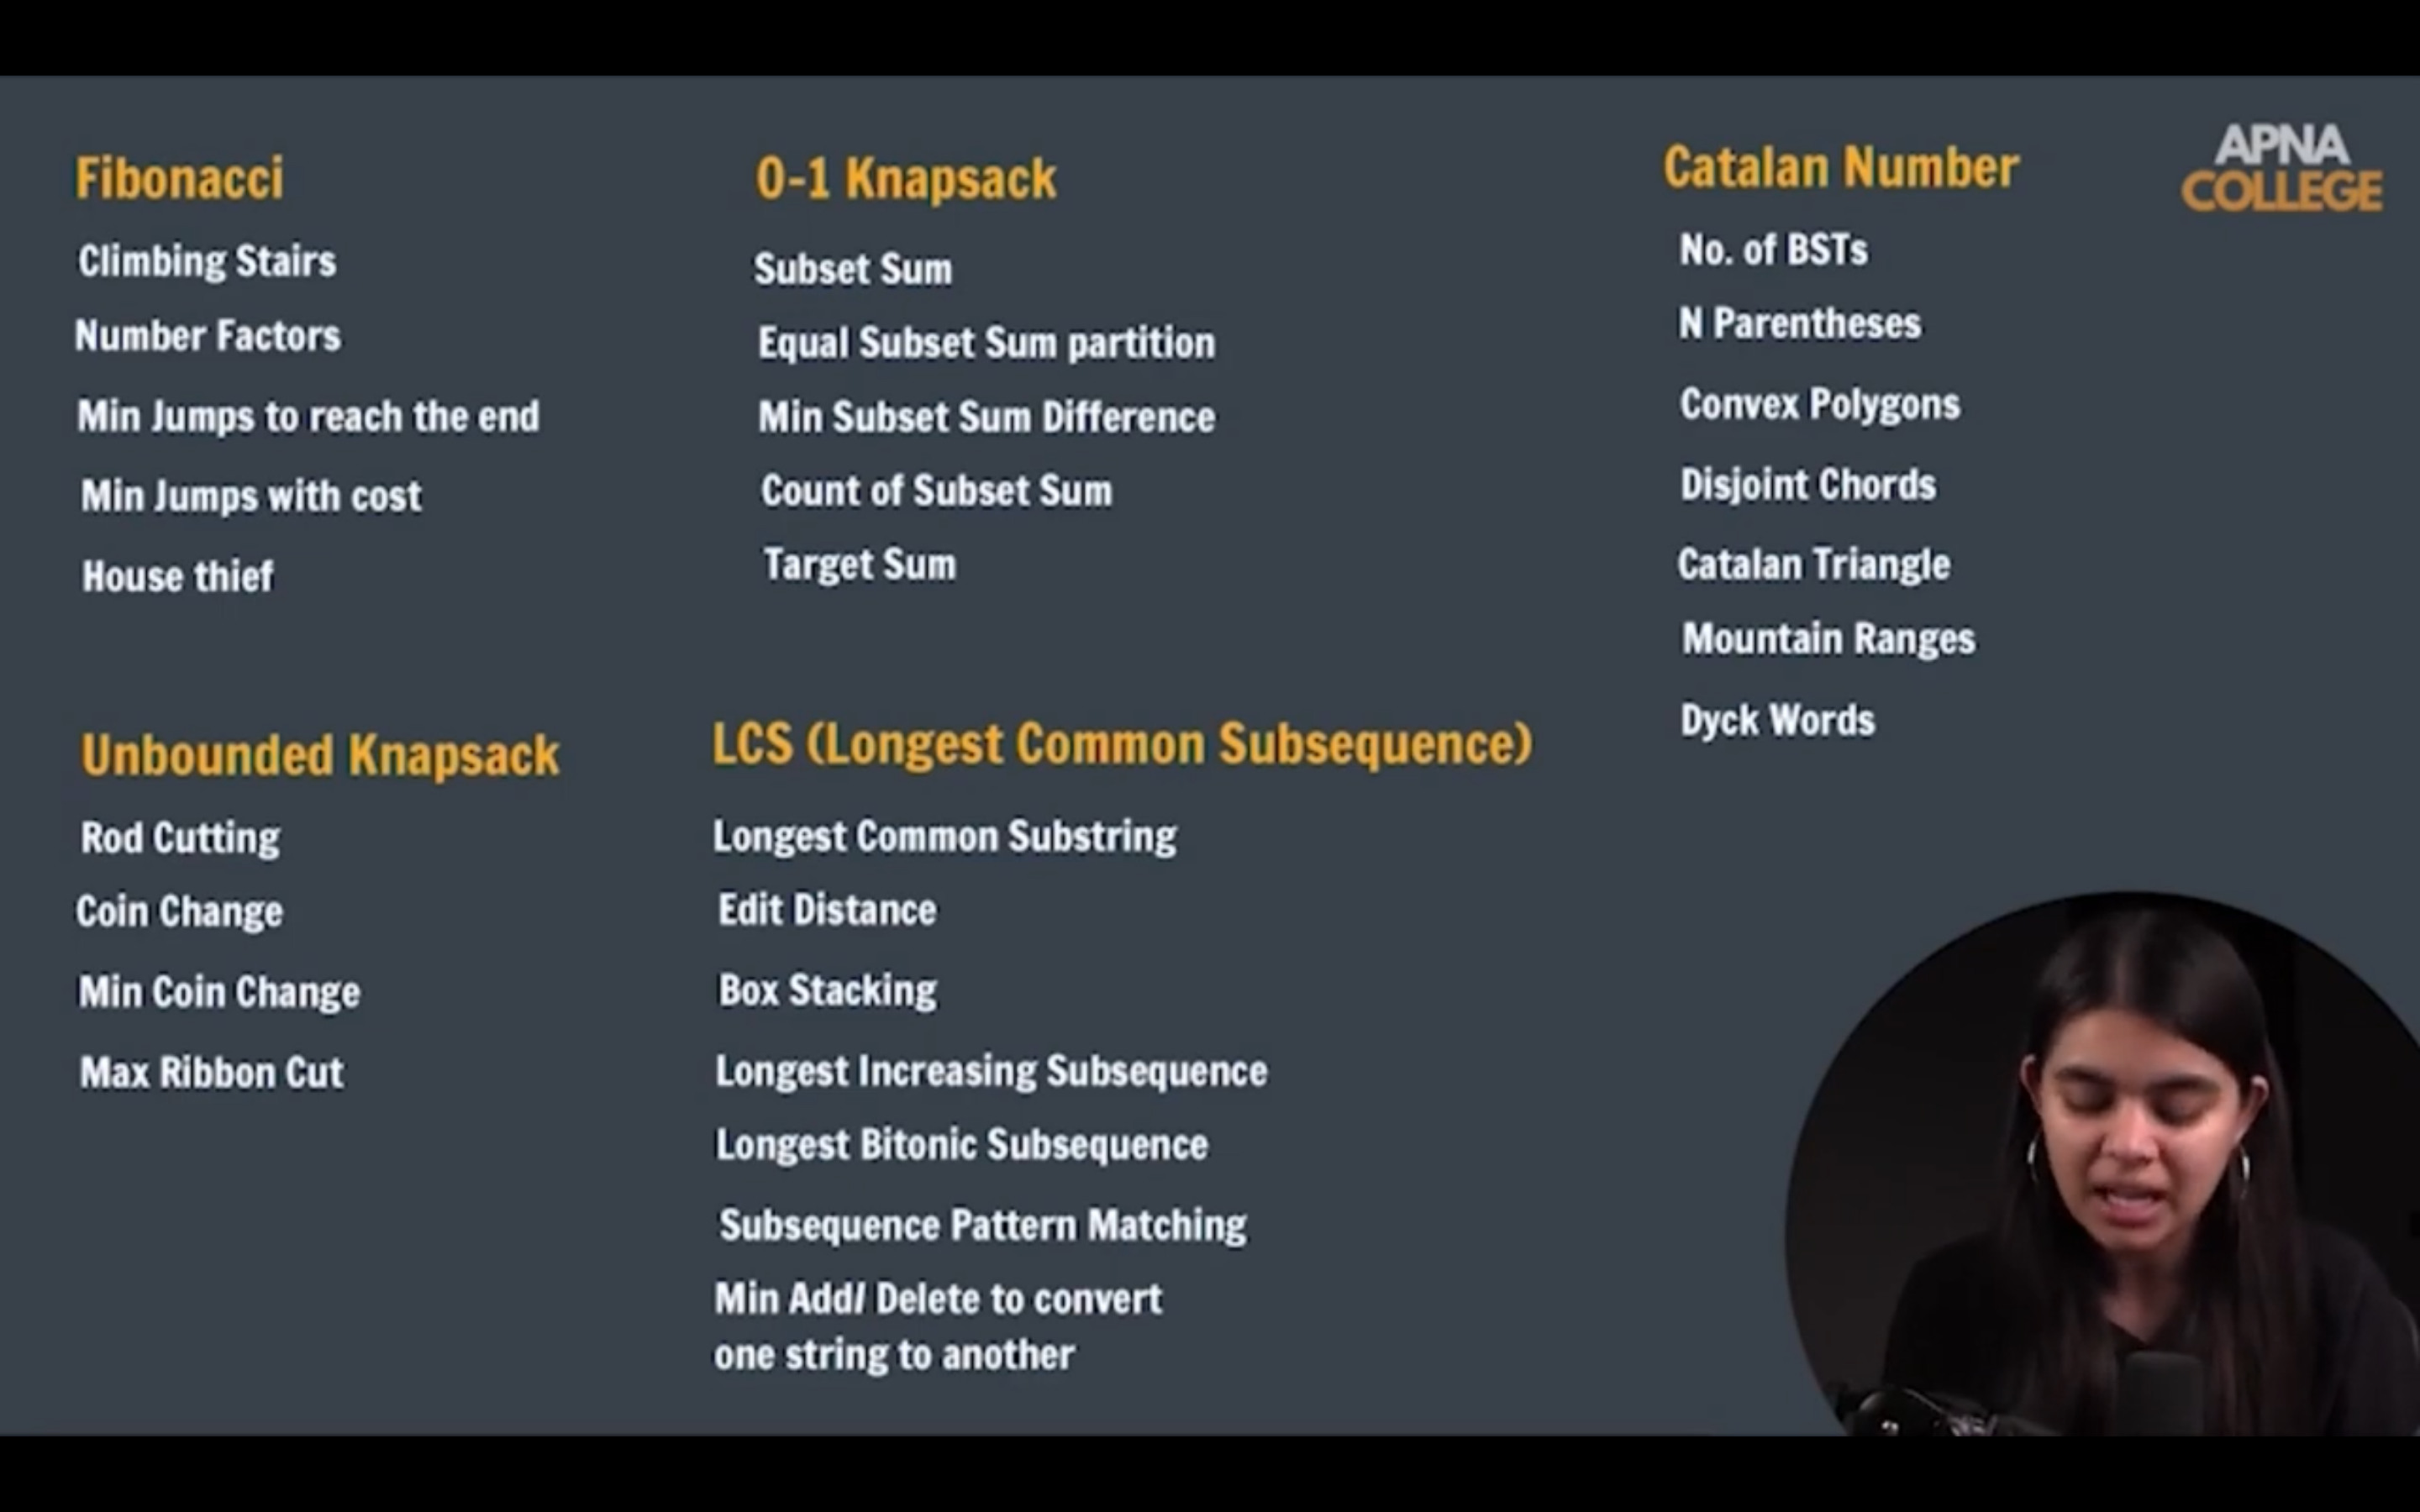 Fibonacci
Climbing Stairs
Number Factors
Min Jumps to reach the end
Min Jumps with cost
House thief
0-1 Knapsack
Subset Sum
Equal Subset Sum partition
Min Subset Sum Difference
Count of Subset Sum
Target Sum
Catalan Number
No. of BSTs
N Parentheses
Convex Polygons
Disjoint Chords
Catalan Triangle
Mountain Ranges
Dyck Words
APNA
COLLEGE
Unbounded Knapsack
Rod Cutting
Coin Change
Min Coin Change
Max Ribbon Cut
LCS (Longest Common Subsequence)
Longest Common Substring
Edit Distance
Box Stacking
Longest Increasing Subsequence
Longest Bitonic Subsequence
Subsequence Pattern Matching
Min Add/ Delete to convert
one string to another